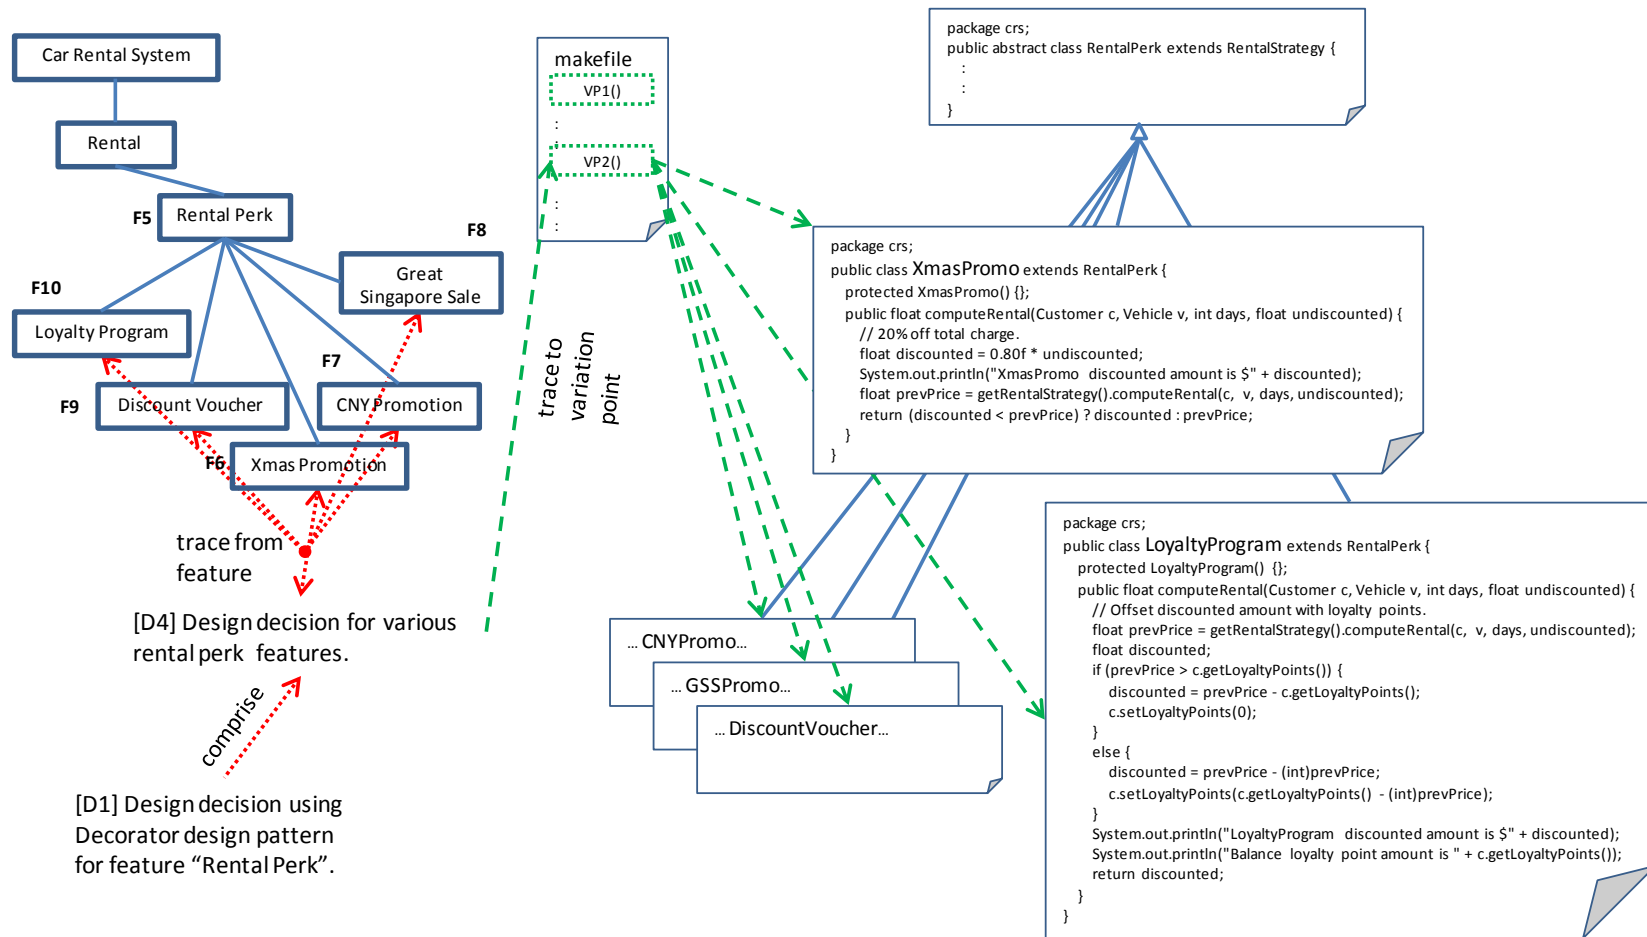 Car Rental System
Rental
F5
Rental Perk
F8
Great
Singapore Sale
F10
Loyalty Program
F7
F9
Discount Voucher
CNY Promotion
F6
Xmas Promotion
trace from
feature
[D4] Design decision for various
rental perk features.
comprise
[D1] Design decision using
Decorator design pattern
for feature “Rental Perk”.
makefile
VP1()
:
:
VP2()
:
:
trace to
variation
point
package crs;
public abstract class RentalPerk extends RentalStrategy {
:
:
}
package crs;
public class XmasPromo extends RentalPerk {
protected XmasPromo() {};
public float computeRental(Customer c, Vehicle v, int days, float undiscounted) {
// 20% off total charge.
float discounted = 0.80f * undiscounted;
System.out.println("XmasPromo discounted amount is $" + discounted);
float prevPrice = getRentalStrategy().computeRental(c, v, days, undiscounted);
return (discounted < prevPrice) ? discounted : prevPrice;
}
}
... CNYPromo...
... GSSPromo...
... DiscountVoucher...
package crs;
public class LoyaltyProgram extends RentalPerk {
protected LoyaltyProgram() {};
public float computeRental(Customer c, Vehicle v, int days, float undiscounted) {
// Offset discounted amount with loyalty points.
float prevPrice = getRentalStrategy().computeRental(c, v, days, undiscounted);
float discounted;
if (prevPrice > c.getLoyaltyPoints()) {
discounted = prevPrice - c.getLoyaltyPoints();
c.setLoyaltyPoints(0);
}
else {
discounted = prevPrice - (int)prevPrice;
c.setLoyaltyPoints(c.getLoyaltyPoints() - (int)prevPrice);
}
System.out.println("LoyaltyProgram discounted amount is $" + discounted);
System.out.println("Balance loyalty point amount is " + c.getLoyaltyPoints());
return discounted;
}
}